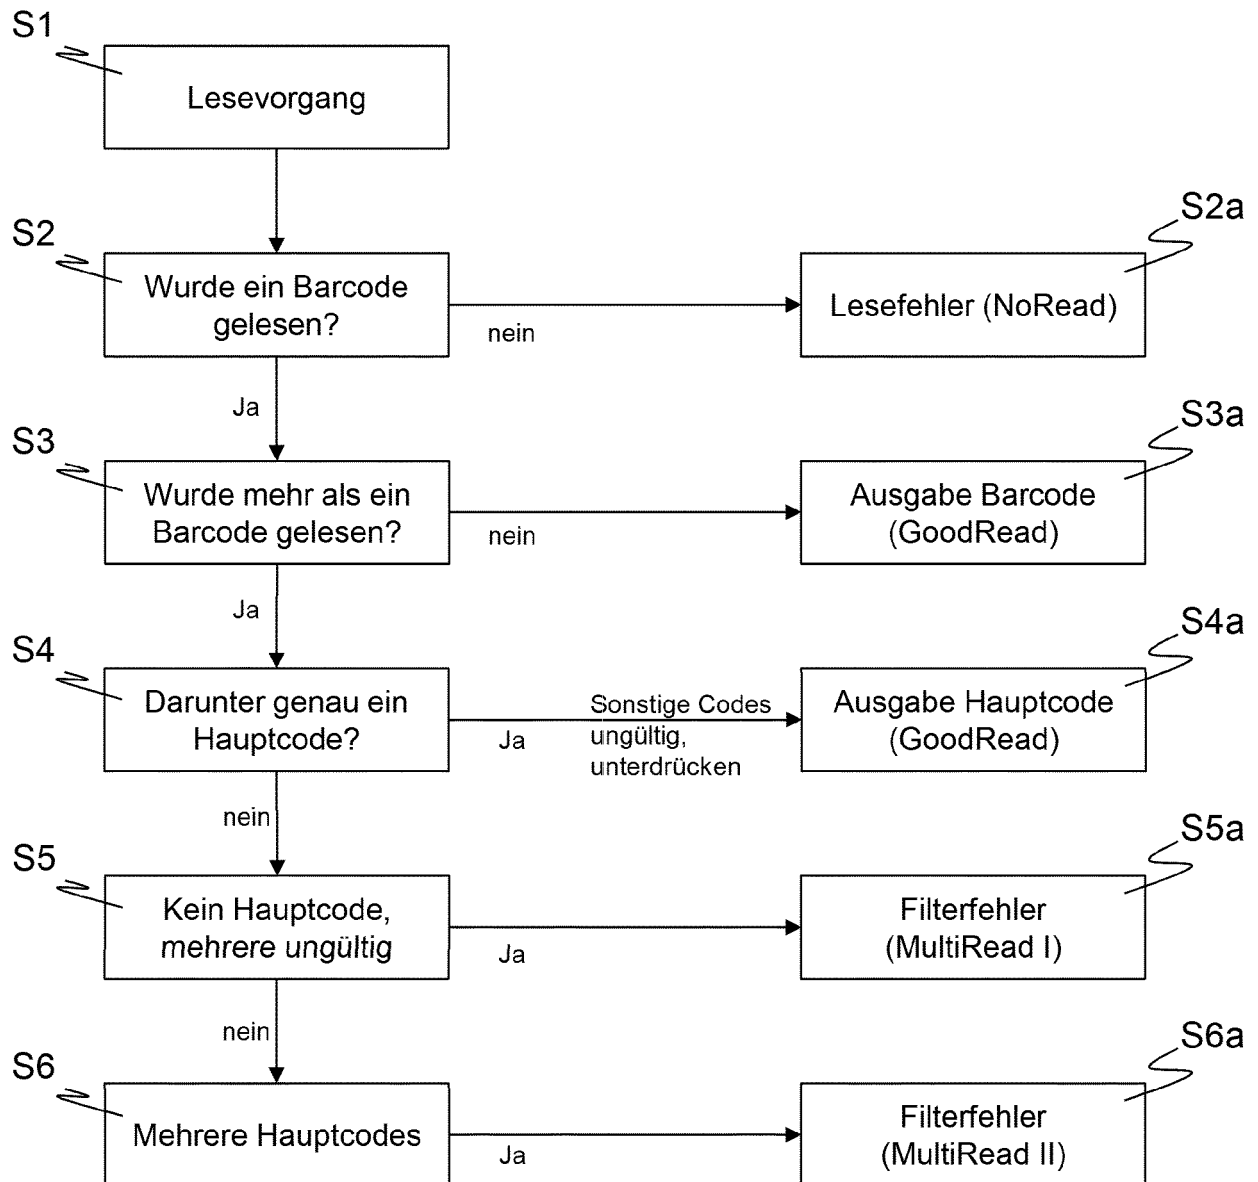 S1
Lesevorgang
S2
Wurde ein Barcode
gelesen?
nein
S2a
Lesefehler (NoRead)
Ja
S3
Wurde mehr als ein
Barcode gelesen?
nein
S3a
Ausgabe Barcode
(GoodRead)
Ja
S4
Darunter genau ein
Hauptcode?
Ja
Sonstige Codes
ungültig,
unterdrücken
S4a
Ausgabe Hauptcode
(GoodRead)
nein
S5
Kein Hauptcode,
mehrere ungültig
Ja
S5a
Filterfehler
(MultiRead I)
nein
S6
Mehrere Hauptcodes
Ja
S6a
Filterfehler
(MultiRead II)